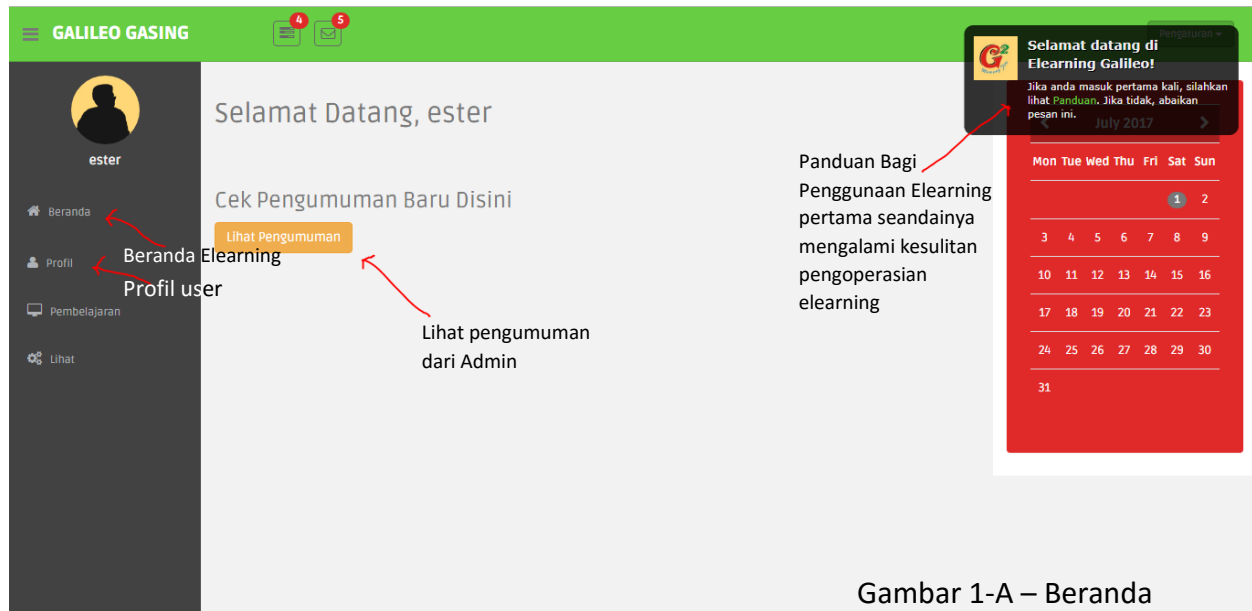 GALILEO GASING
4
5
Pengaturan
Selamat datang di
Elearning Galileo!
Jika anda masuk pertama kali, silahkan
lihat Panduan. Jika tidak, abaikan
pesan ini.
ester
Beranda
Profil
Pembelajaran
Lihat
Selamat Datang, ester
Cek Pengumuman Baru Disini
Lihat Pengumuman
Beranda Elearning
Profil user
Lihat pengumuman
dari Admin
Panduan Bagi
Penggunaan Elearning
pertama seandainya
mengalami kesulitan
pengoperasian
elearning
July 2017
Mon Tue Wed Thu Fri Sat Sun
1 2
3 4 5 6 7 8 9
10 11 12 13 14 15 16
17 18 19 20 21 22 23
24 25 26 27 28 29 30
31
Gambar 1-A – Beranda